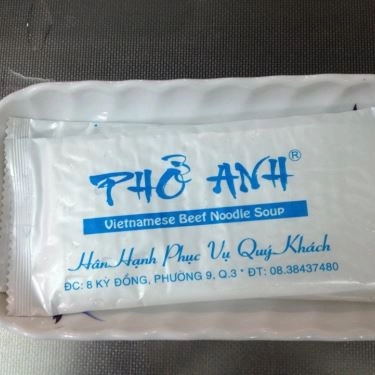 PHỞ ANH®
Vietnamese Beef Noodle Soup
Hân Hạnh Phục Vụ Quý Khách
ĐC: 8 KỲ ĐỒNG, PHƯỜNG 9, Q.3 • ĐT: 08.38437480